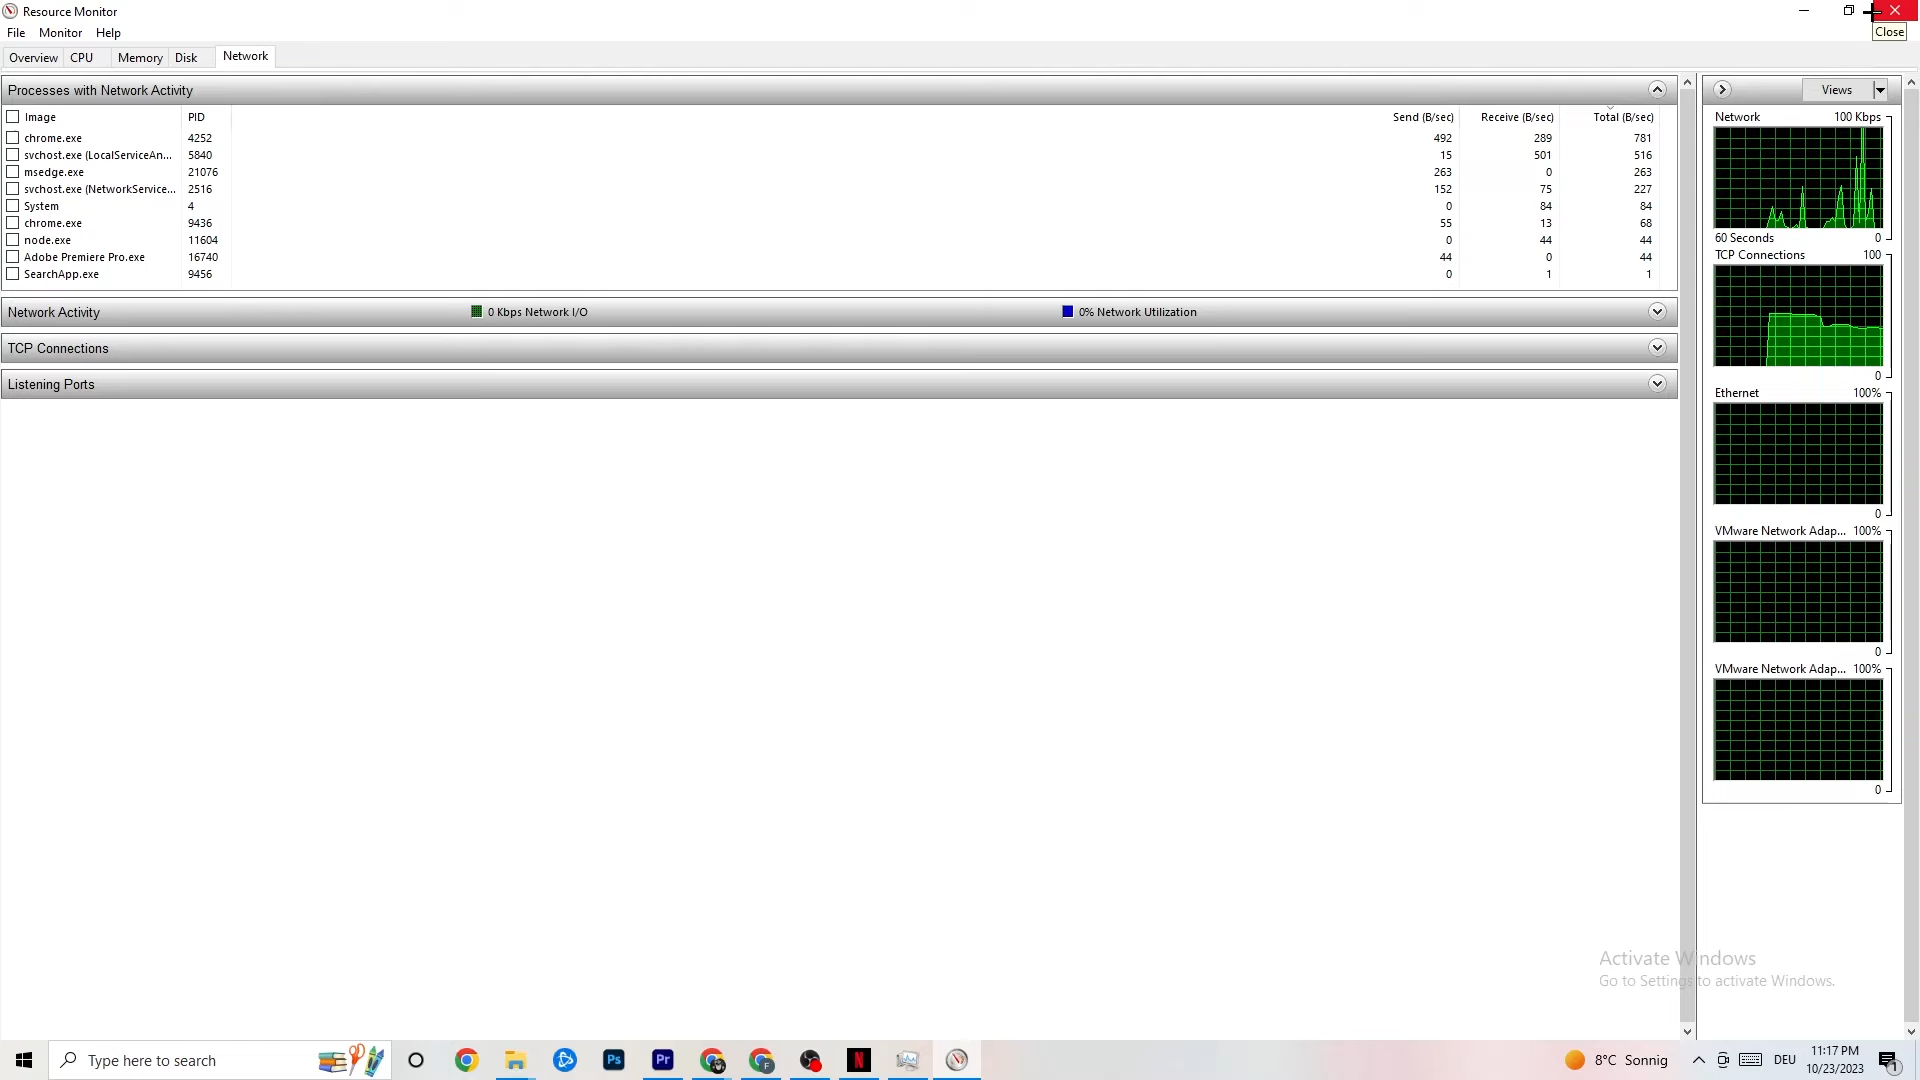 Resource Monitor
Close
File Monitor Help
Overview CPU Memory Disk Network
Processes with Network Activity
Image PID Send (B/sec) Receive (B/sec) Total (B/sec)
chrome.exe 4252 492 289 781
svchost.exe (LocalServiceAn... 5840 15 501 516
msedge.exe 21076 263 0 263
svchost.exe (NetworkService... 2516 152 75 227
System 4 0 84 84
chrome.exe 9436 55 13 68
node.exe 11604 0 44 44
Adobe Premiere Pro.exe 16740 44 0 44
SearchApp.exe 9456 0 1 1
Network Activity 0 Kbps Network I/O 0% Network Utilization
TCP Connections
Listening Ports
Views
Network 100 Kbps
60 Seconds 0
TCP Connections 100
0
Ethernet 100%
0
VMware Network Adap... 100%
0
VMware Network Adap... 100%
0
Activate Windows
Go to Settings to activate Windows.
Type here to search
Ps
Pr
F
N
8°C Sonnig
DEU
11:17 PM
10/23/2023
1